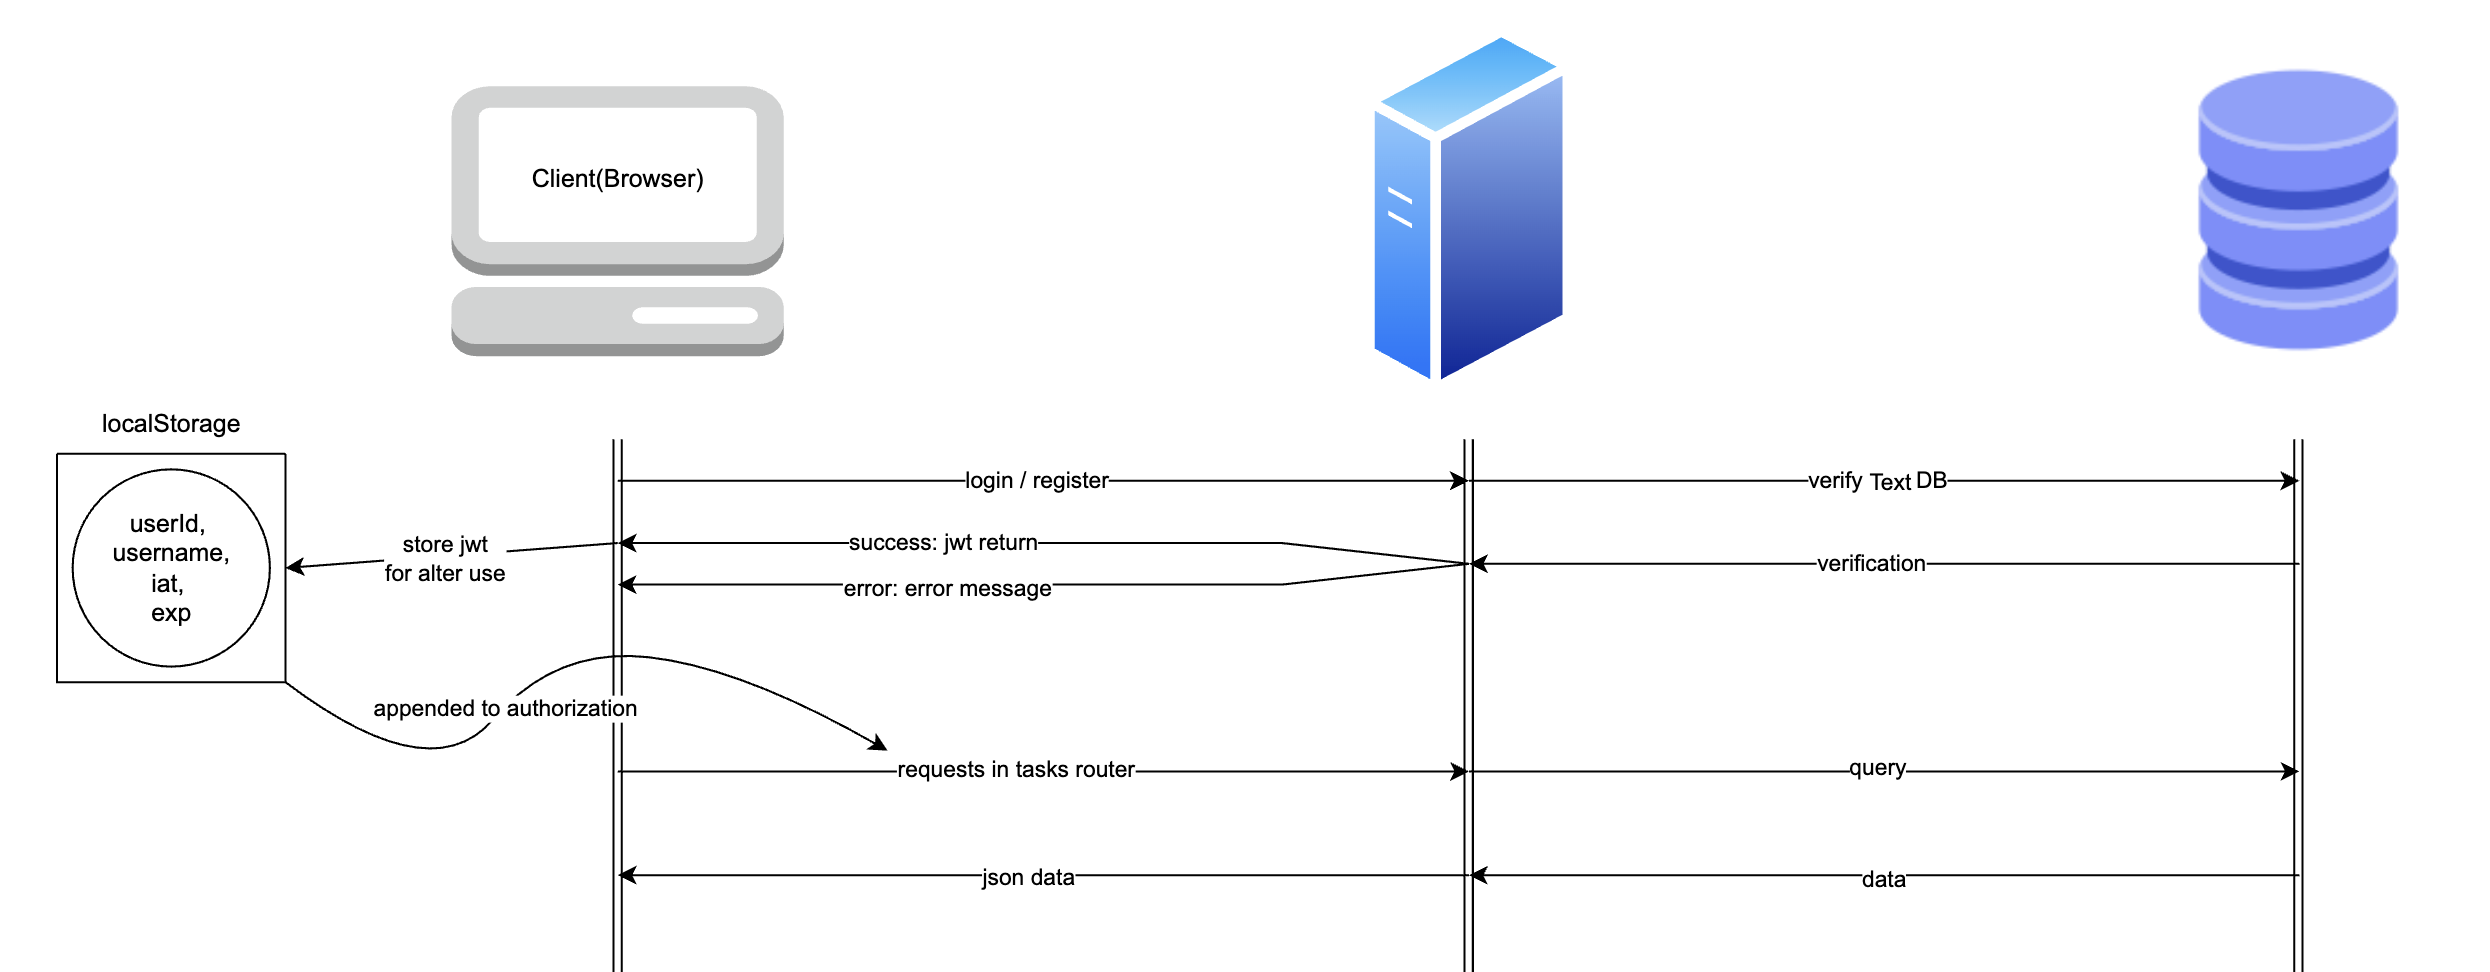 Client(Browser)
localStorage
userId,
username,
iat,
exp
login / register
verify Text DB
store jwt
for alter use
success: jwt return
error: error message
verification
appended to authorization
requests in tasks router
query
json data
data